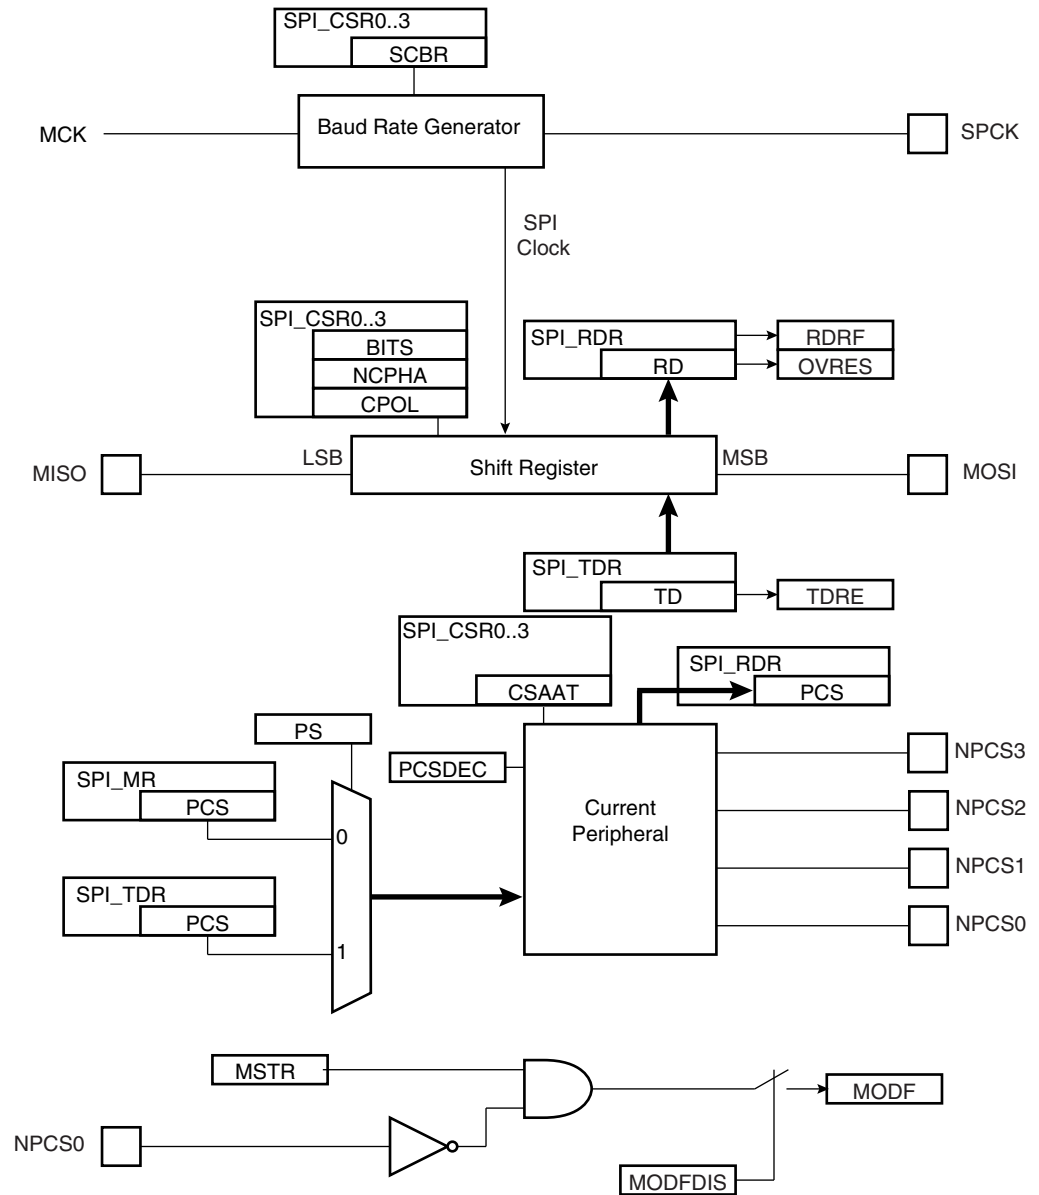 SPI_CSR0..3
SCBR
MCK
Baud Rate Generator
SPCK
SPI
Clock
SPI_CSR0..3
BITS
NCPHA
CPOL
SPI_RDR
RD
RDRF
OVRES
MISO
LSB
Shift Register
MSB
MOSI
SPI_TDR
TD
TDRE
SPI_CSR0..3
CSAAT
SPI_RDR
PCS
PS
PCSDEC
SPI_MR
PCS
0
Current
Peripheral
NPCS3
NPCS2
NPCS1
NPCS0
SPI_TDR
PCS
1
MSTR
MODF
NPCS0
MODFDIS